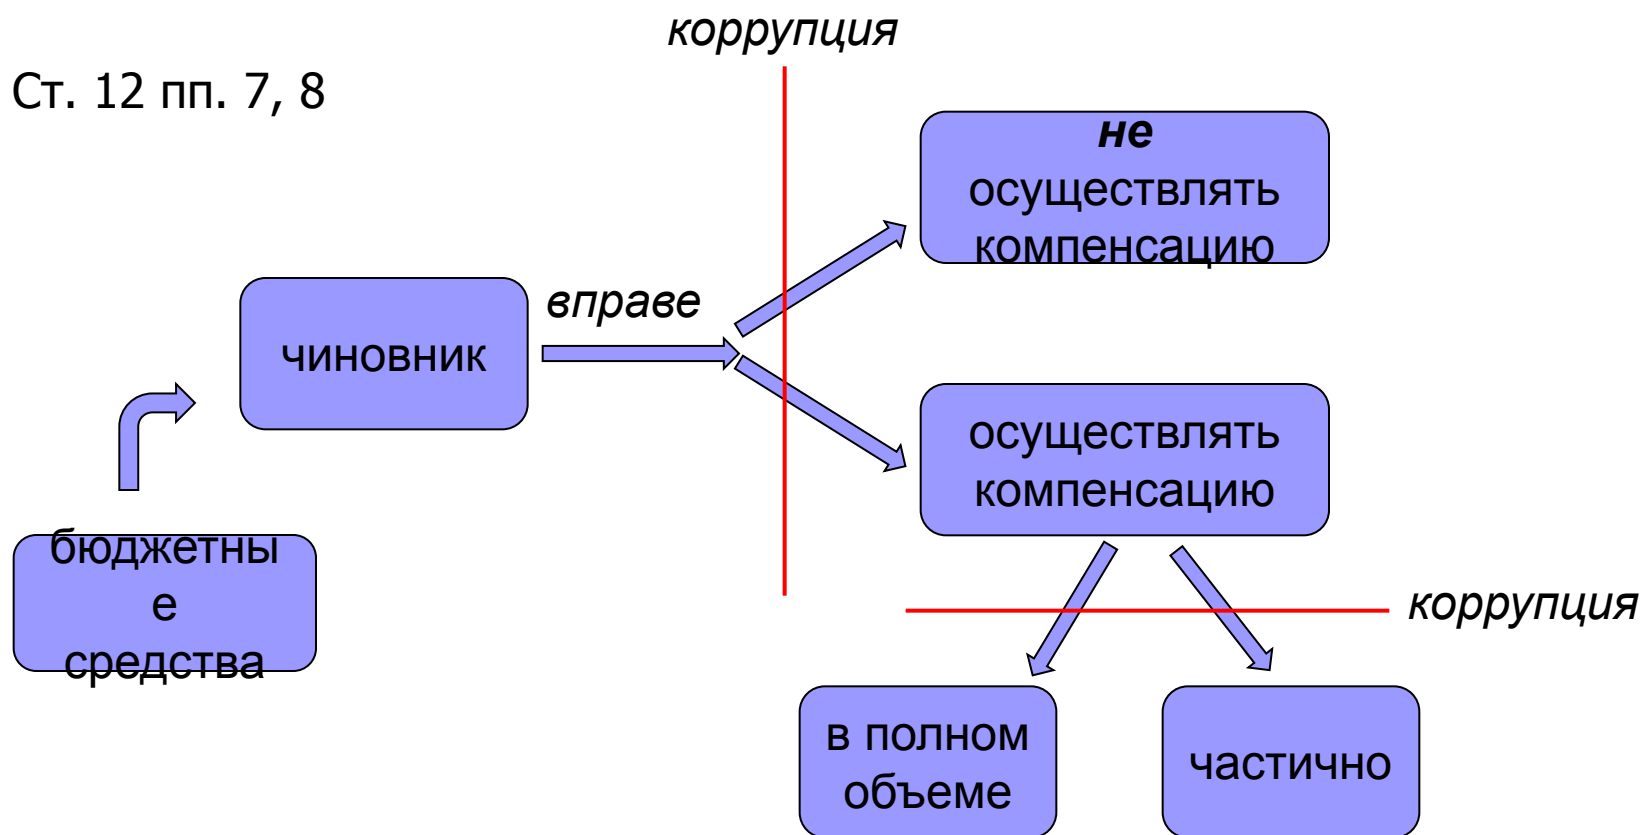 коррупция
Ст. 12 пп. 7, 8
не
осуществлять
компенсацию
вправе
чиновник
осуществлять
компенсацию
бюджетны
е
средства
коррупция
в полном
объеме
частично